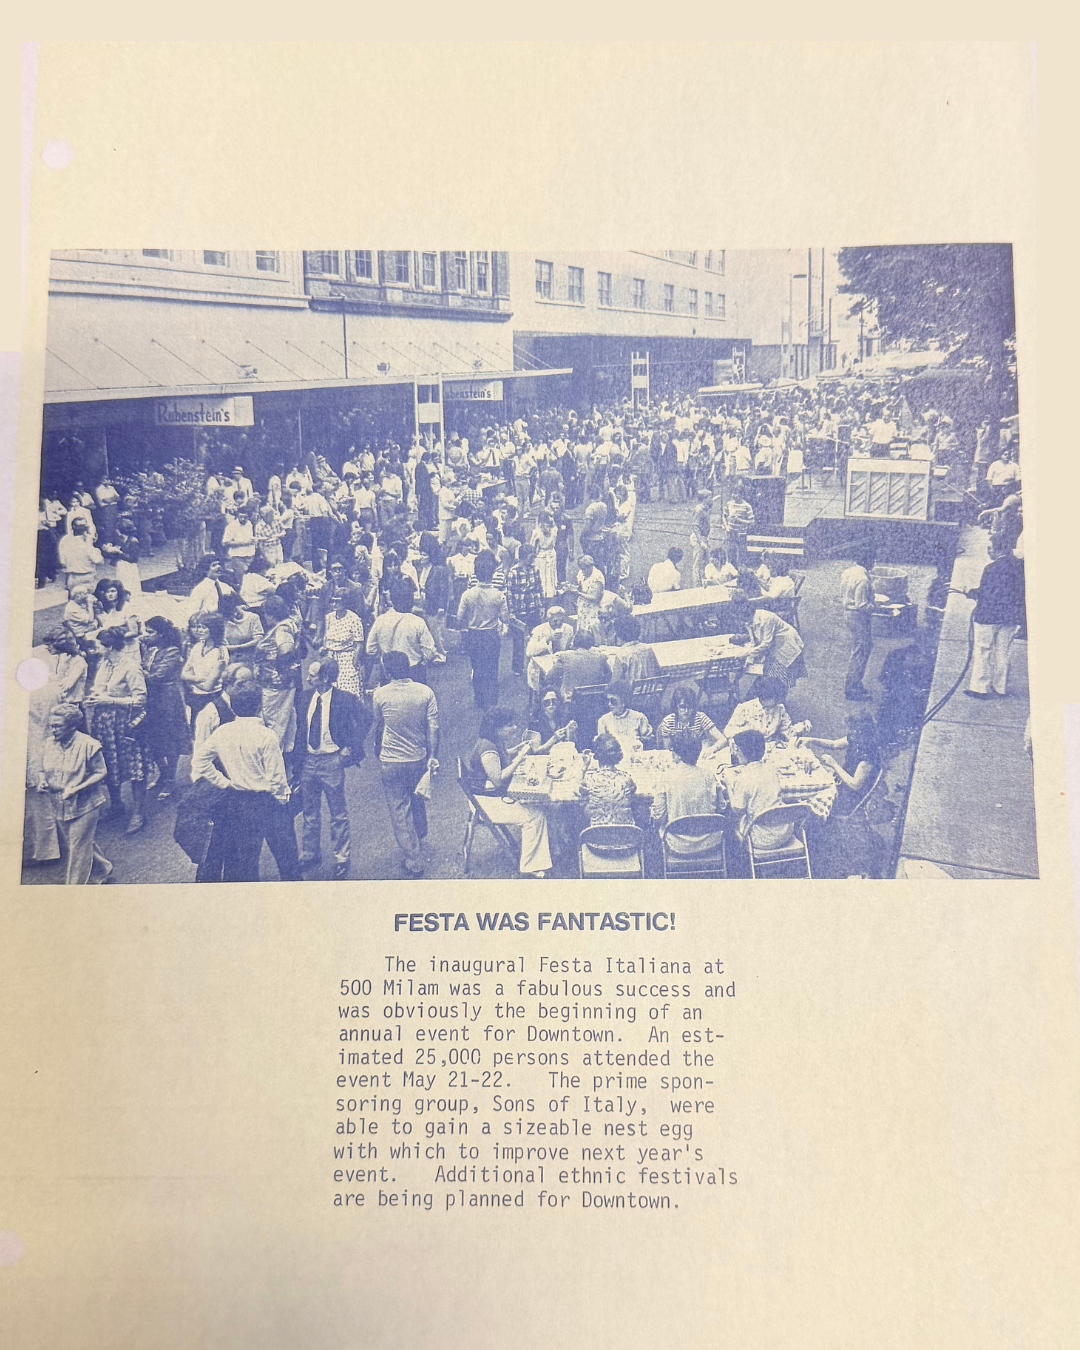 Rubenstein's
ubenstein's
FESTA WAS FANTASTIC!
The inaugural Festa Italiana at
500 Milam was a fabulous success and
was obviously the beginning of an
annual event for Downtown. An est-
imated 25,000 persons attended the
event May 21-22. The prime spon-
soring group, Sons of Italy, were
able to gain a sizeable nest egg
with which to improve next year's
event. Additional ethnic festivals
are being planned for Downtown.